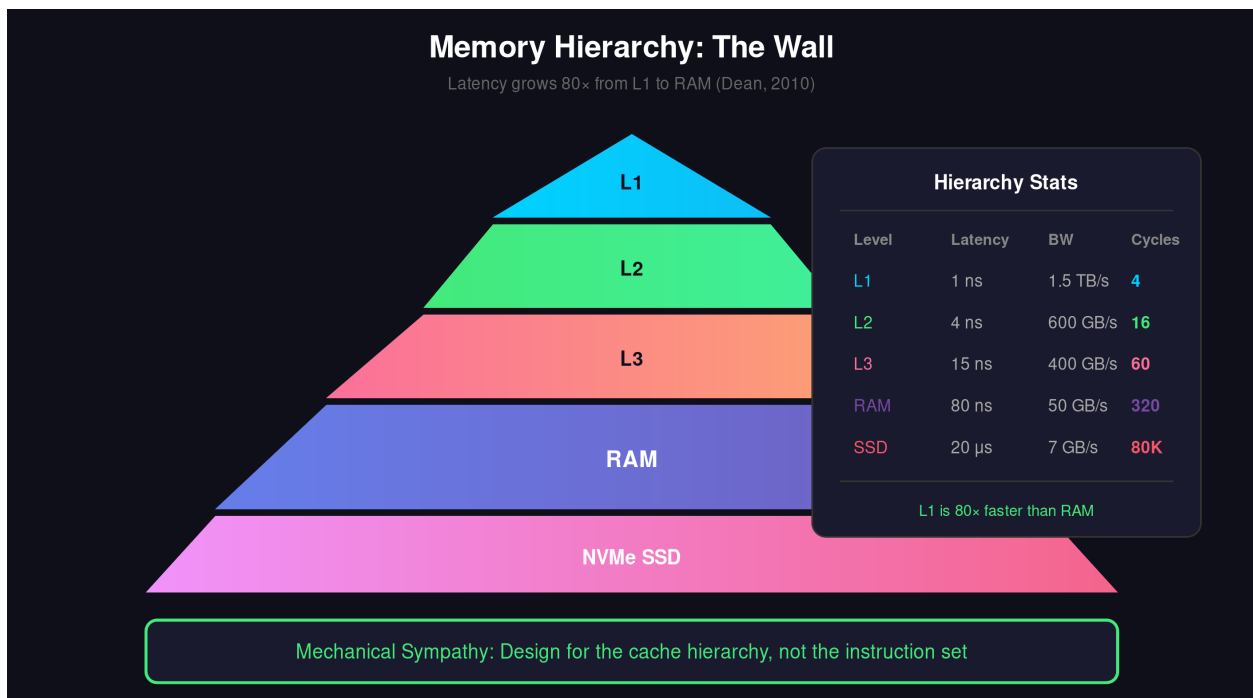 Memory Hierarchy: The Wall
Latency grows 80× from L1 to RAM (Dean, 2010)
L1
L2
L3
RAM
NVMe SSD
Hierarchy Stats
Level Latency BW Cycles
L1 1 ns 1.5 TB/s 4
L2 4 ns 600 GB/s 16
L3 15 ns 400 GB/s 60
RAM 80 ns 50 GB/s 320
SSD 20 µs 7 GB/s 80K
L1 is 80× faster than RAM
Mechanical Sympathy: Design for the cache hierarchy, not the instruction set